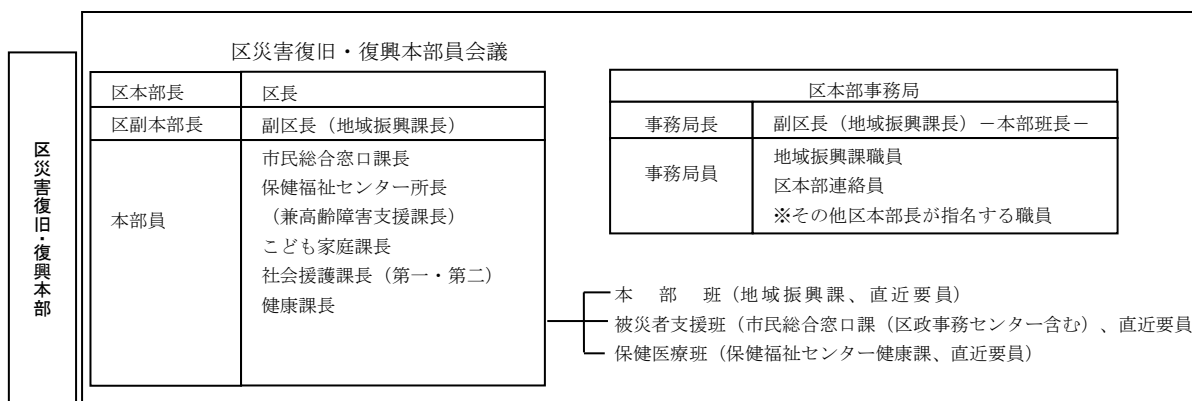 区災害復旧・復興本部
区災害復旧・復興本部員会議
区本部長 区長
区副本部長 副区長（地域振興課長）
本部員
市民総合窓口課長
保健福祉センター所長
（兼高齢障害支援課長）
こども家庭課長
社会援護課長（第一・第二）
健康課長
区本部事務局
事務局長 副区長（地域振興課長）－本部班長－
事務局員
地域振興課職員
区本部連絡員
※その他区本部長が指名する職員
本　部　班（地域振興課、直近要員）
被災者支援班（市民総合窓口課（区政事務センター含む）、直近要員
保健医療班（保健福祉センター健康課、直近要員）